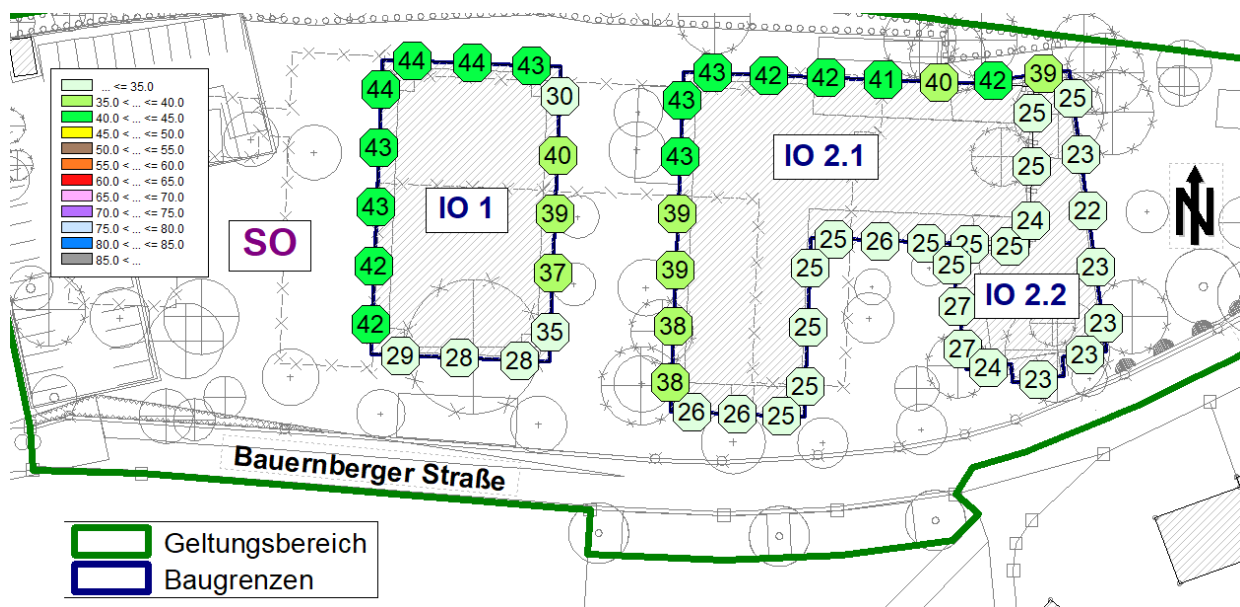 44 44 43 43 42 42 41 40 42 39
44 30 43 25
... <= 35.0
35.0 < ... <= 40.0
40.0 < ... <= 45.0
45.0 < ... <= 50.0
50.0 < ... <= 55.0
55.0 < ... <= 60.0
60.0 < ... <= 65.0
65.0 < ... <= 70.0
70.0 < ... <= 75.0
75.0 < ... <= 80.0
80.0 < ... <= 85.0
85.0 < ...
25
43 40 43 IO 2.1 25 23
43 IO 1 39 39 24 22
N
SO
25 26 25 25 25
42 37 39 25 25 23
IO 2.2
27
42 35 38 25 23
29 28 28 27 24 23 23
38 25
26 26 25
Bauernberger Straße
Geltungsbereich
Baugrenzen